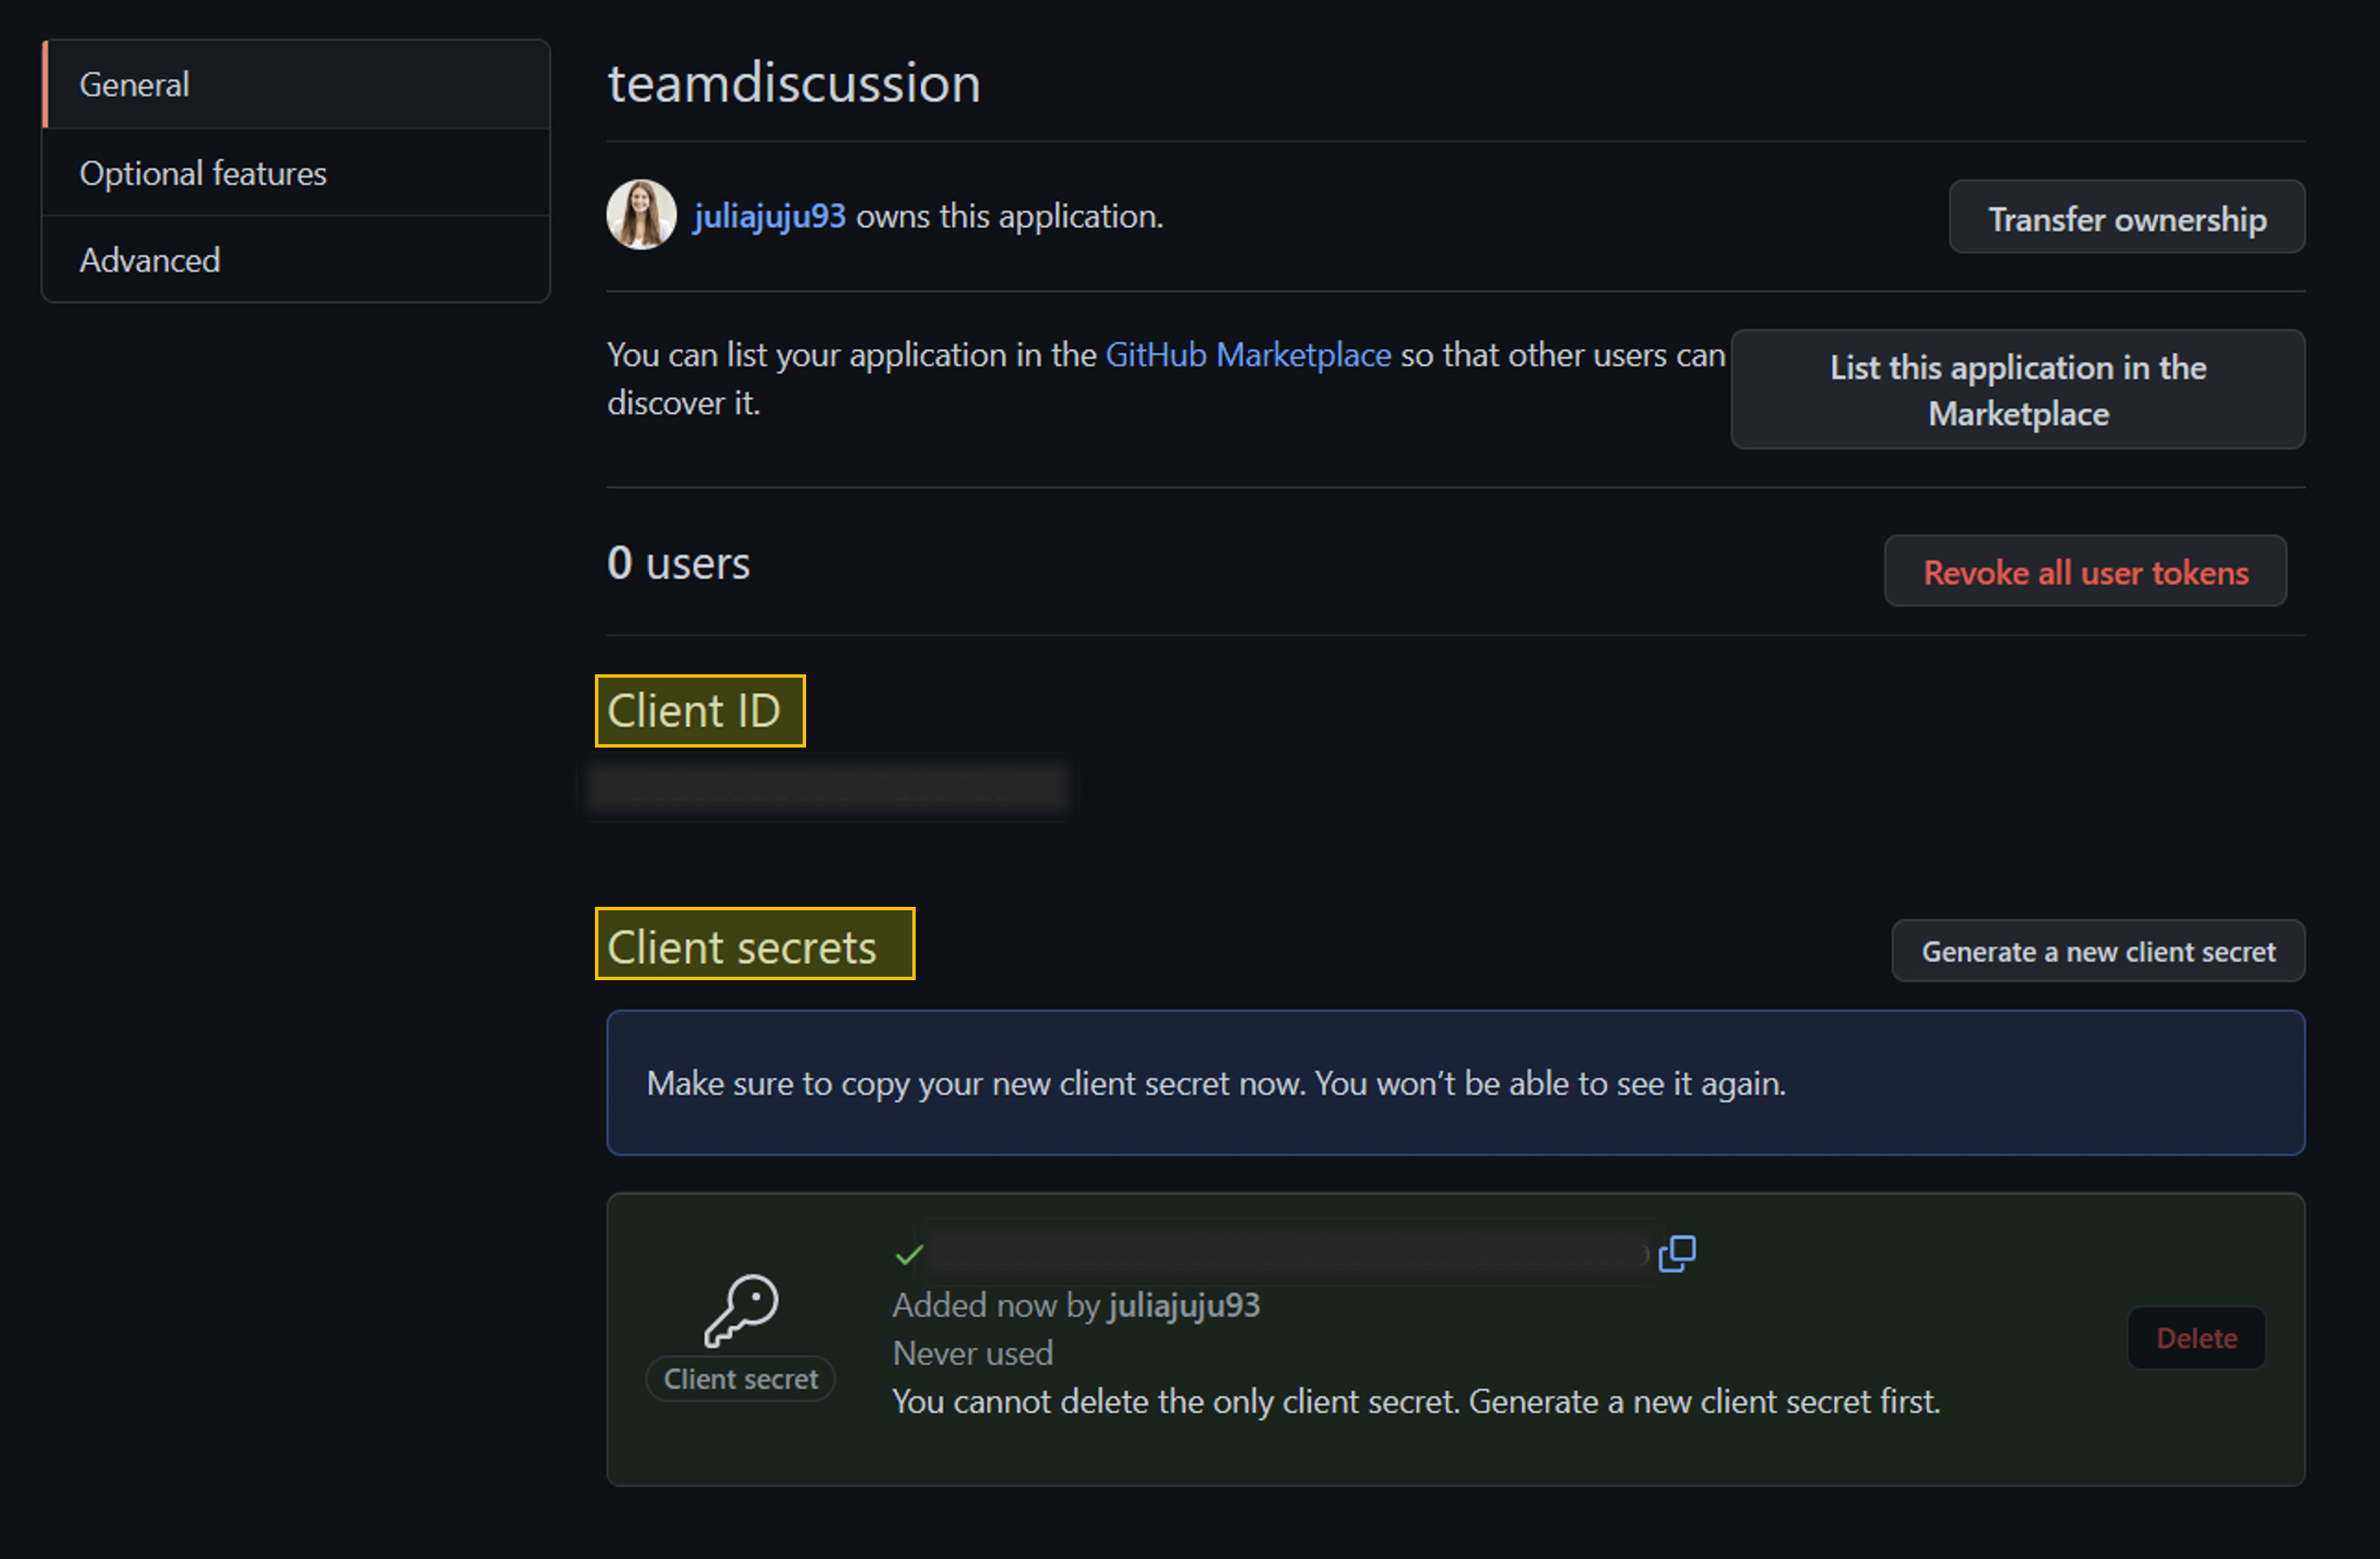 General
Optional features
Advanced
teamdiscussion
juliajuju93 owns this application.
Transfer ownership
You can list your application in the GitHub Marketplace so that other users can
discover it.
List this application in the
Marketplace
0 users
Revoke all user tokens
Client ID
Client secrets
Generate a new client secret
Make sure to copy your new client secret now. You won’t be able to see it again.
Client secret
Added now by juliajuju93
Never used
You cannot delete the only client secret. Generate a new client secret first.
Delete